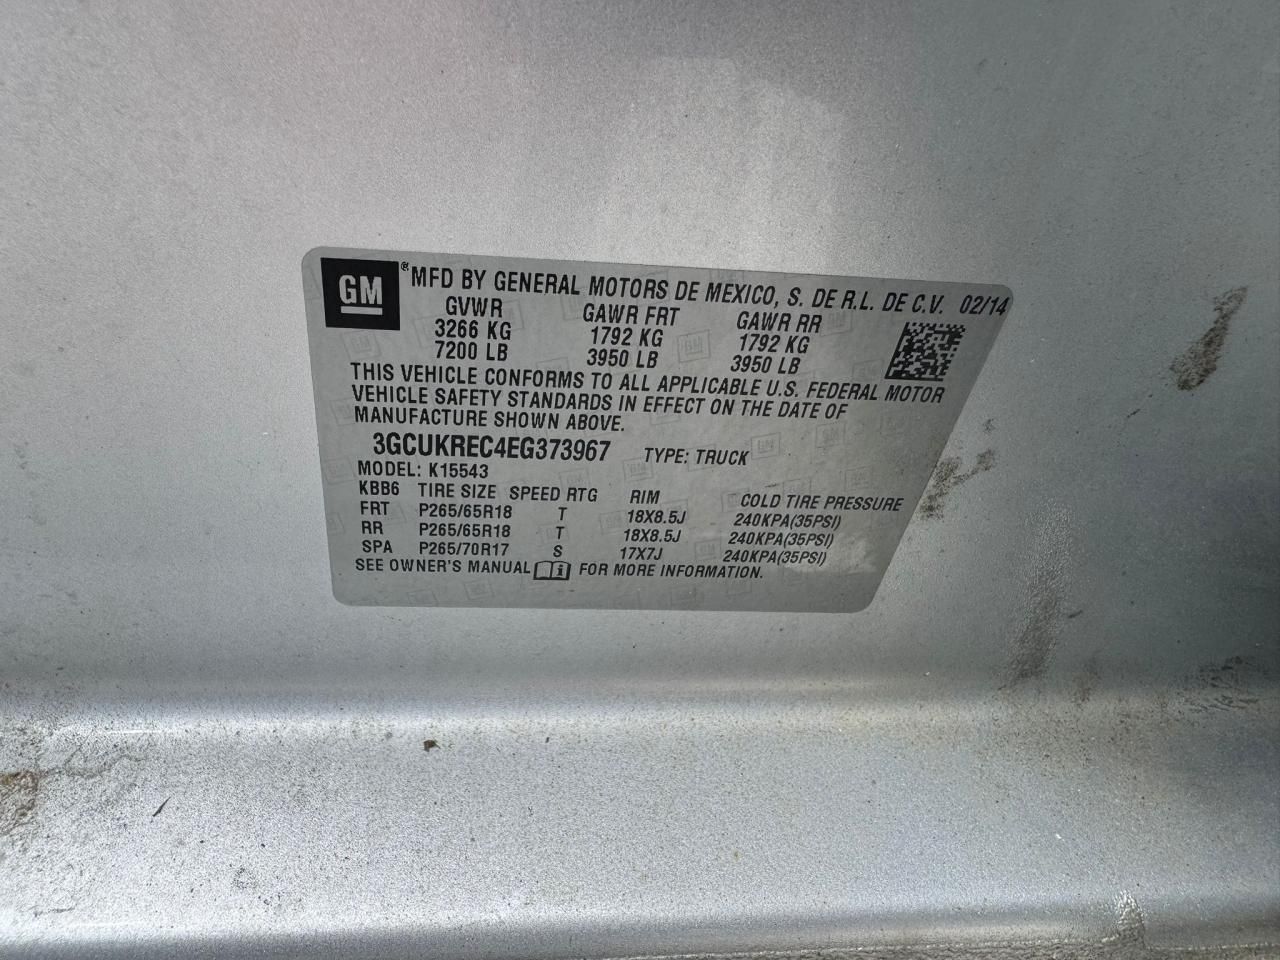 GM ® MFD BY GENERAL MOTORS DE MEXICO, S. DE R.L. DE C.V. 02/14
GVWR GAWR FRT GAWR RR
3266 KG 1792 KG 1792 KG
7200 LB 3950 LB 3950 LB
THIS VEHICLE CONFORMS TO ALL APPLICABLE U.S. FEDERAL MOTOR
VEHICLE SAFETY STANDARDS IN EFFECT ON THE DATE OF
MANUFACTURE SHOWN ABOVE.
3GCUKREC4EG373967 TYPE: TRUCK
MODEL: K15543
KBB6 TIRE SIZE SPEED RTG RIM COLD TIRE PRESSURE
FRT P265/65R18 T 18X8.5J 240KPA(35PSI)
RR P265/65R18 T 18X8.5J 240KPA(35PSI)
SPA P265/70R17 S 17X7J 240KPA(35PSI)
SEE OWNER'S MANUAL i FOR MORE INFORMATION.